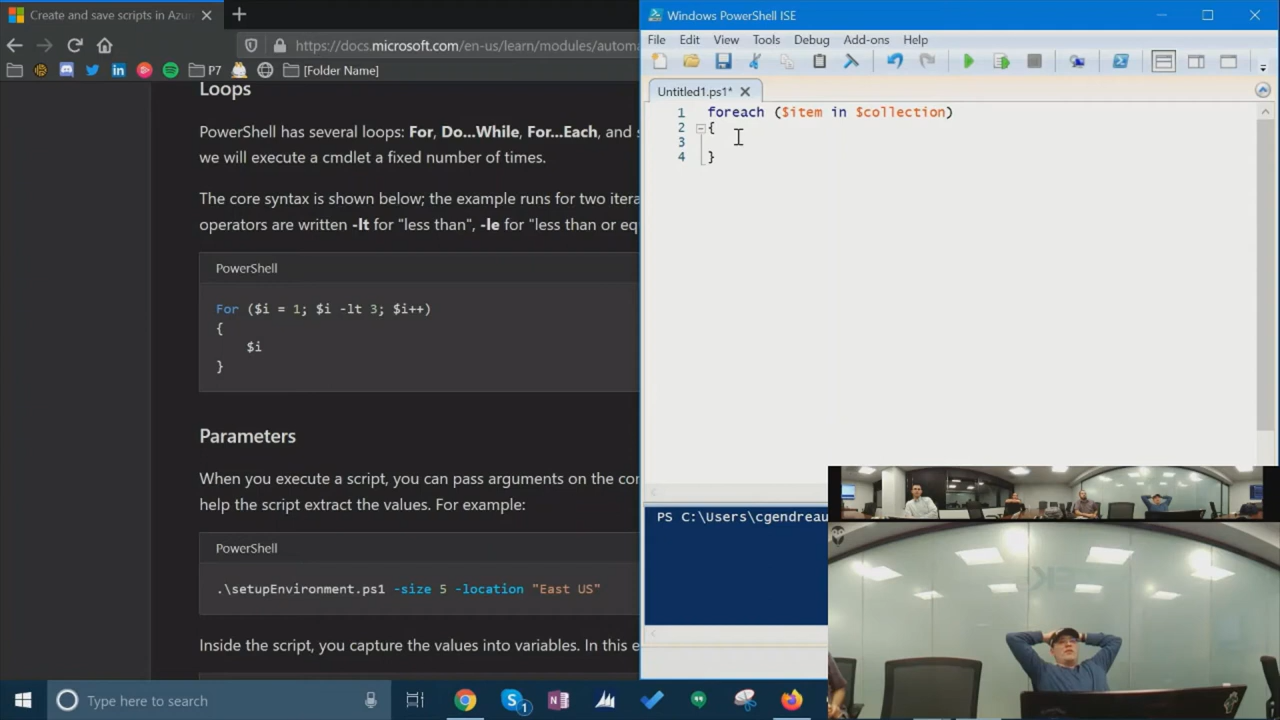 Create and save scripts in Azur
https://docs.microsoft.com/en-us/learn/modules/automa
P7
[Folder Name]
Loops
PowerShell has several loops: For, Do...While, For...Each, and s
we will execute a cmdlet a fixed number of times.
The core syntax is shown below; the example runs for two itera
operators are written -lt for "less than", -le for "less than or eq
PowerShell
For ($i = 1; $i -lt 3; $i++)
{
$i
}
Parameters
When you execute a script, you can pass arguments on the co
help the script extract the values. For example:
PowerShell
.\setupEnvironment.ps1 -size 5 -location "East US"
Inside the script, you capture the values into variables. In this e
Windows PowerShell ISE
File Edit View Tools Debug Add-ons Help
Untitled1.ps1*
1 foreach ($item in $collection)
2 {
3
4 }
PS C:\Users\cgendreau
Type here to search
1